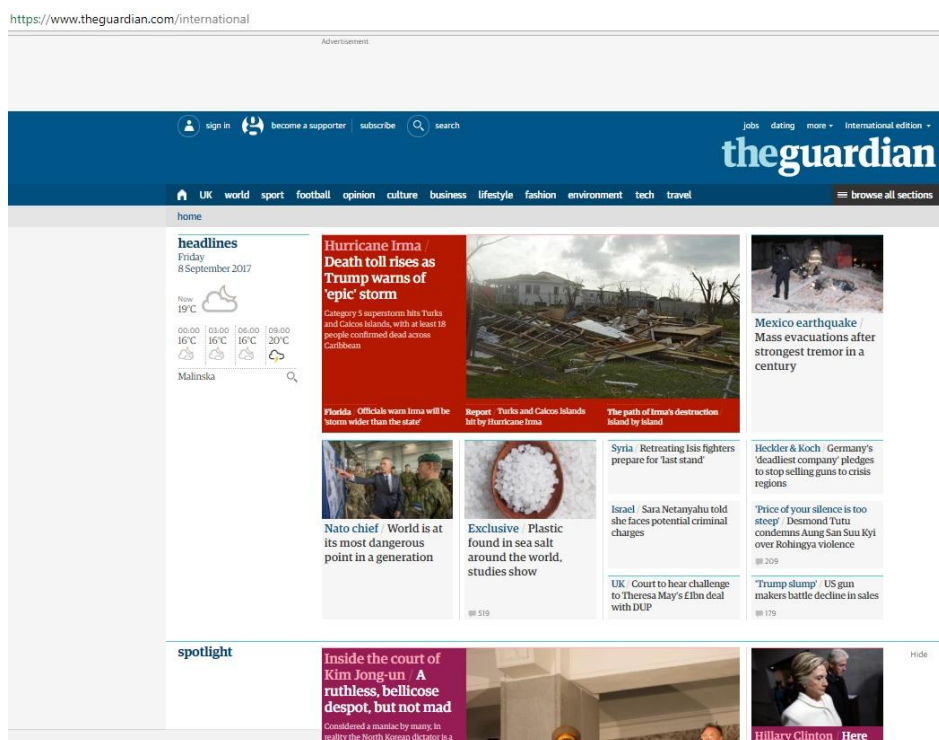 https://www.theguardian.com/international
Advertisement
sign in
become a supporter
subscribe
search
jobs
dating
more
International edition
theguardian
UK
world
sport
football
opinion
culture
business
lifestyle
fashion
environment
tech
travel
browse all sections
home
headlines
Friday
8 September 2017
Now
19°C
00:00 03:00 06:00 09:00
16°C 16°C 16°C 20°C
Malinska
Hurricane Irma /
Death toll rises as
Trump warns of
'epic' storm
Category 5 superstorm hits Turks
and Caicos Islands, with at least 18
people confirmed dead across
Caribbean
Florida Officials warn Irma will be
'storm wider than the state'
Report Turks and Caicos Islands
hit by Hurricane Irma
The path of Irma's destruction /
Island by island
Mexico earthquake /
Mass evacuations after
strongest tremor in a
century
Nato chief / World is at
its most dangerous
point in a generation
Exclusive / Plastic
found in sea salt
around the world,
studies show
519
Syria / Retreating Isis fighters
prepare for 'last stand'
Israel / Sara Netanyahu told
she faces potential criminal
charges
UK / Court to hear challenge
to Theresa May's £1bn deal
with DUP
Heckler & Koch / Germany's
'deadliest company' pledges
to stop selling guns to crisis
regions
'Price of your silence is too
steep' / Desmond Tutu
condemns Aung San Suu Kyi
over Rohingya violence
209
'Trump slump' / US gun
makers battle decline in sales
179
spotlight
Hide
Inside the court of
Kim Jong-un / A
ruthless, bellicose
despot, but not mad
Considered a maniac by many, in
reality the North Korean dictator is a
Hillary Clinton / Here